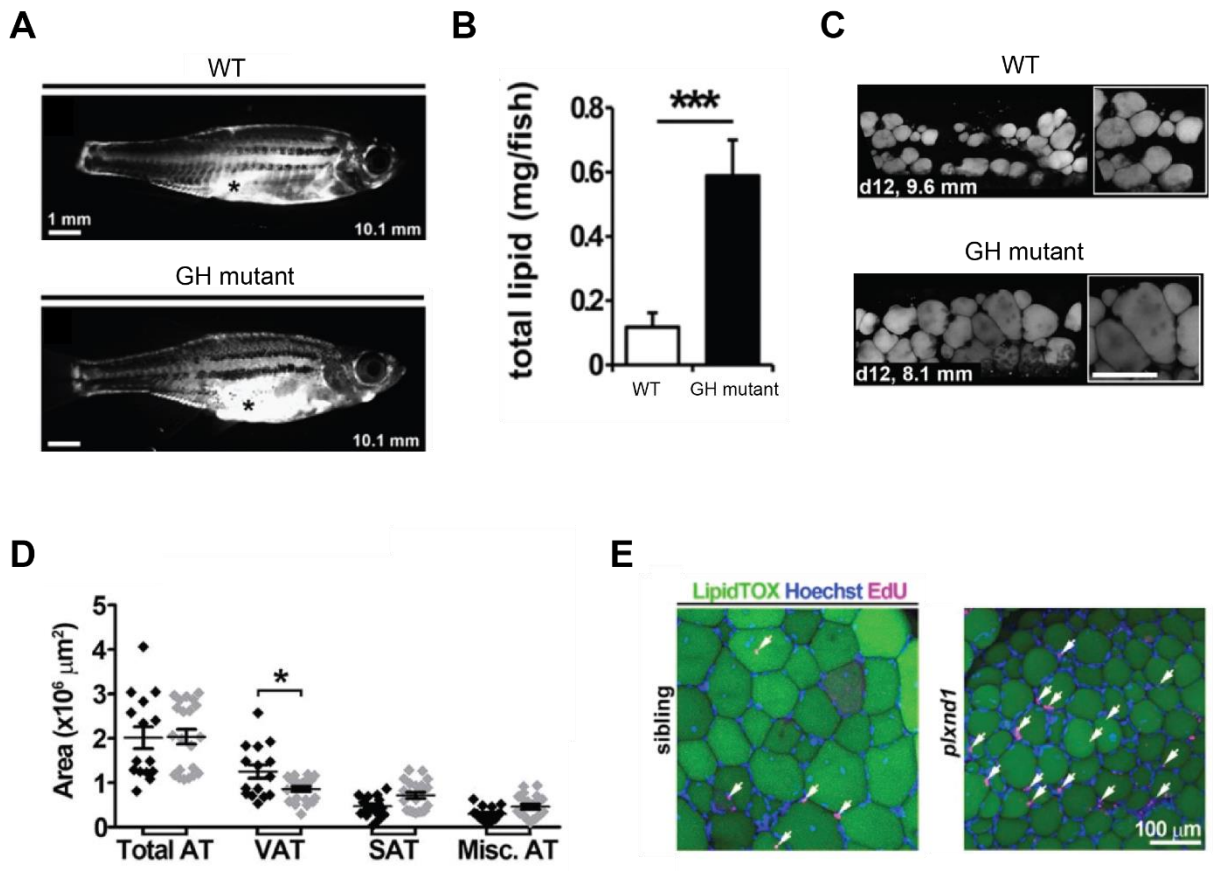 A
WT
1 mm
10.1 mm
GH mutant
10.1 mm
B
total lipid (mg/fish)
0.8
0.6
0.4
0.2
0
***
WT
GH mutant
C
WT
d12, 9.6 mm
GH mutant
d12, 8.1 mm
D
Area (x10⁶ μm²)
5
4
3
2
1
0
*
Total AT
VAT
SAT
Misc. AT
E
LipidTOX Hoechst EdU
sibling
plxnd1
100 μm